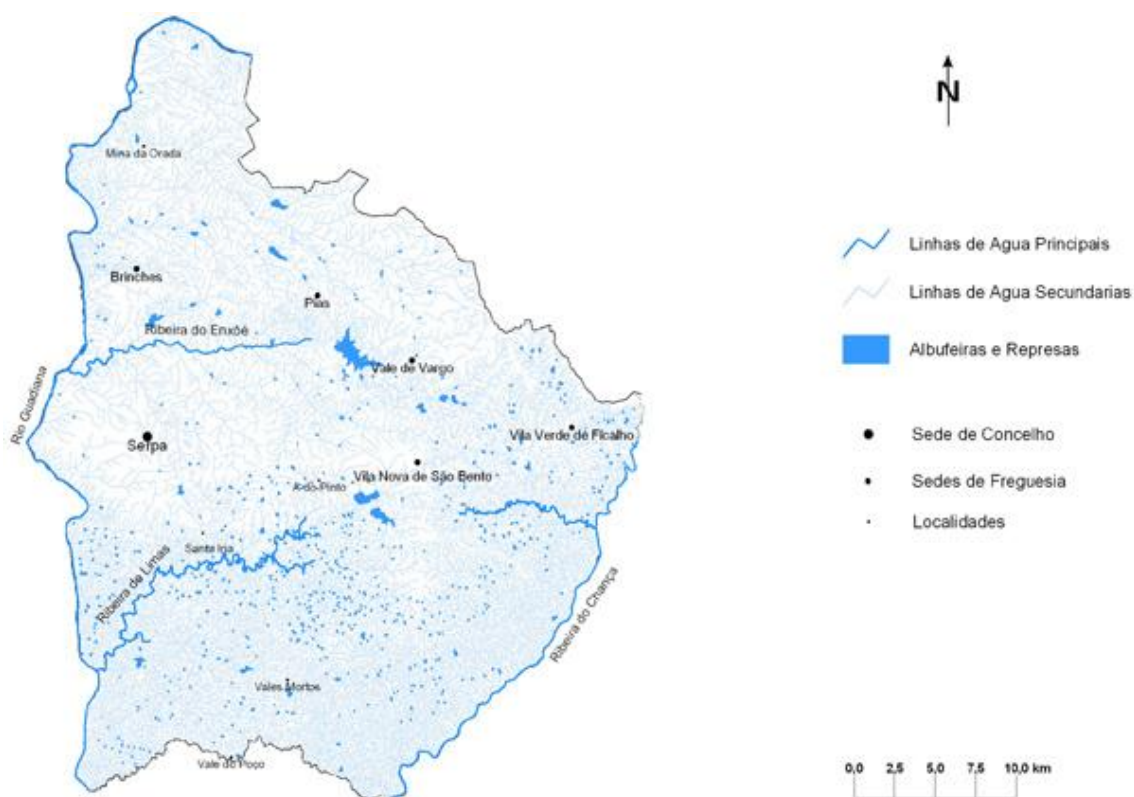 N
Mina da Orada
Brinches
Pias
Ribeira do Enxóé
Vale de Vargo
Rio Guadiana
Serpa
Vila Verde de Ficalho
Vila Nova de São Bento
A-do-Pinto
Santa Iria
Ribeira de Limas
Ribeira do Chança
Vales Mortos
Vale do Poço
Linhas de Agua Principais
Linhas de Agua Secundarias
Albufeiras e Represas
Sede de Concelho
Sedes de Freguesia
Localidades
0,0 2,5 5,0 7,5 10,0 km